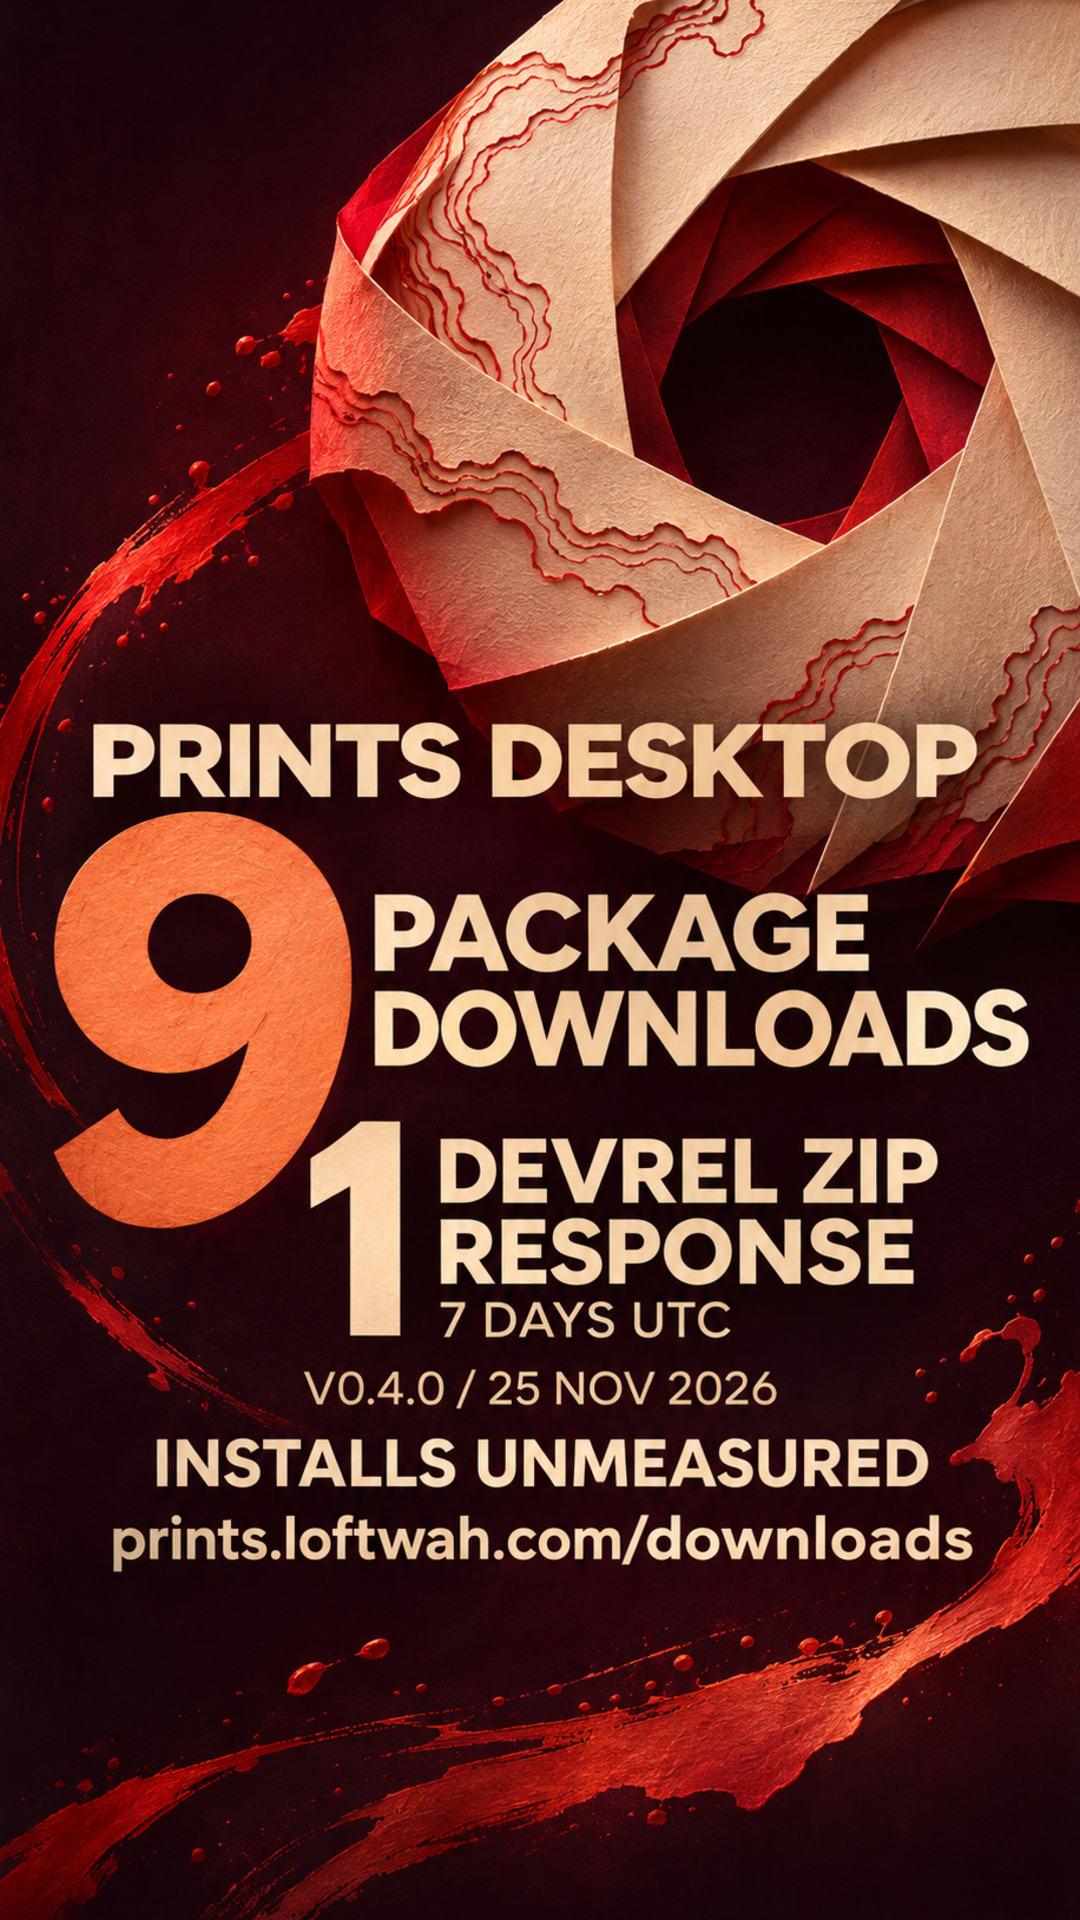 PRINTS DESKTOP
9
PACKAGE
DOWNLOADS
1
DEVREL ZIP
RESPONSE
7 DAYS UTC
V0.4.0 / 25 NOV 2026
INSTALLS UNMEASURED
prints.loftwah.com/downloads